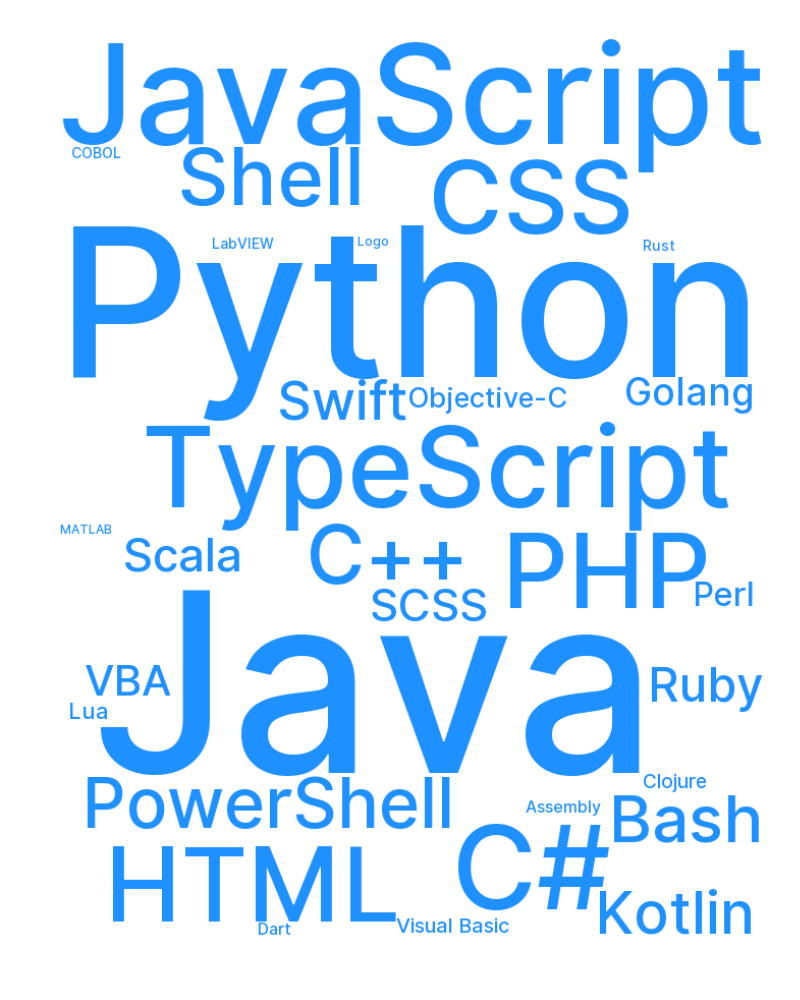 JavaScript
COBOL
Shell
CSS
Python
LabVIEW
Logo
Rust
Swift
Objective-C
Golang
TypeScript
MATLAB
Scala
C++
PHP
SCSS
Perl
Java
VBA
Ruby
Lua
PowerShell
Clojure
Assembly
Bash
HTML
C#
Kotlin
Dart
Visual Basic